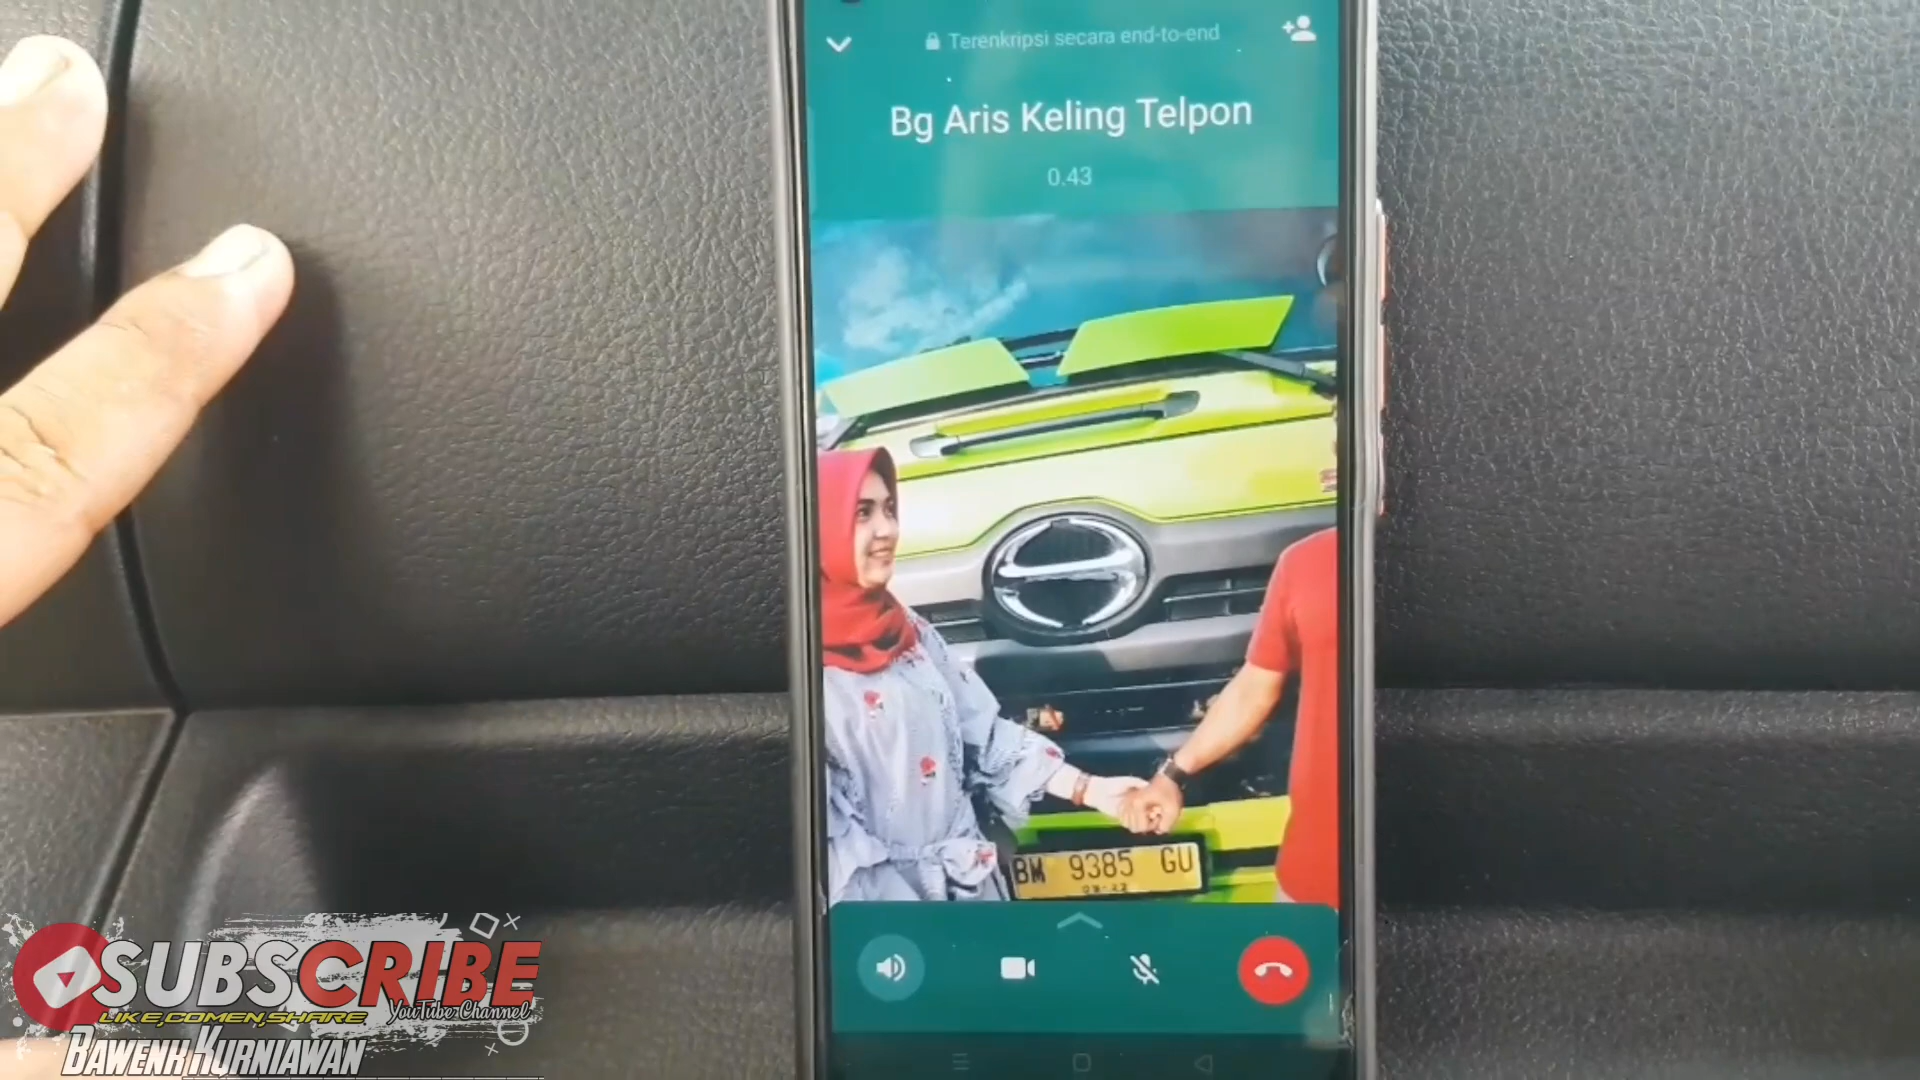 Terenkripsi secara end-to-end
Bg Aris Keling Telpon
0.43
BM 9385 GU
SUBSCRIBE
LIKE,COMEN,SHARE
YouTube Channel
BAWENK KURNIAWAN